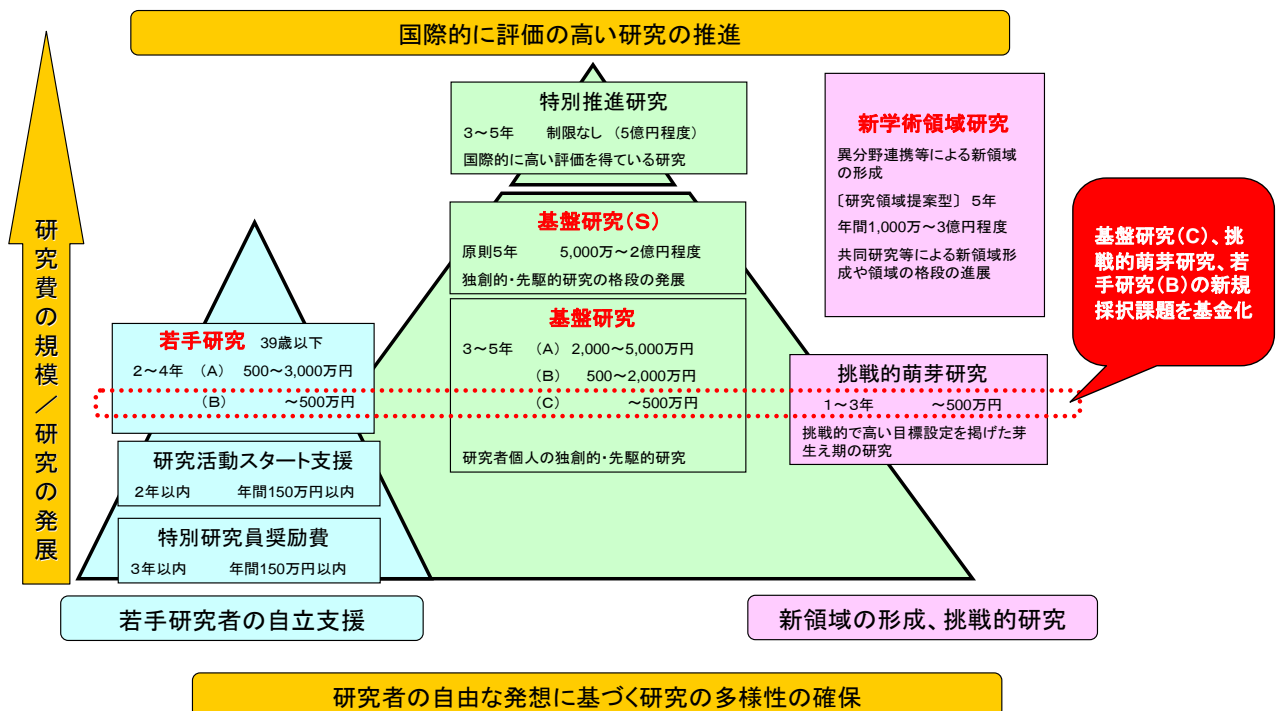 国際的に評価の高い研究の推進
研究費の規模／研究の発展
特別推進研究
３～５年　制限なし　（５億円程度）
国際的に高い評価を得ている研究
基盤研究（Ｓ）
原則５年　５,０００万～２億円程度
独創的・先駆的研究の格段の発展
基盤研究
３～５年　（Ａ）　２,０００～５,０００万円
（Ｂ）　５００～２,０００万円
（Ｃ）　～５００万円
研究者個人の独創的・先駆的研究
若手研究　３９歳以下
２～４年　（Ａ）　５００～３,０００万円
（Ｂ）　～５００万円
研究活動スタート支援
２年以内　年間１５０万円以内
特別研究員奨励費
３年以内　年間１５０万円以内
新学術領域研究
異分野連携等による新領域
の形成
〔研究領域提案型〕　５年
年間１,０００万～３億円程度
共同研究等による新領域形
成や領域の格段の進展
挑戦的萌芽研究
１～３年　～５００万円
挑戦的で高い目標設定を掲げた芽
生え期の研究
基盤研究（Ｃ）、挑
戦的萌芽研究、若
手研究（Ｂ）の新規
採択課題を基金化
若手研究者の自立支援
新領域の形成、挑戦的研究
研究者の自由な発想に基づく研究の多様性の確保